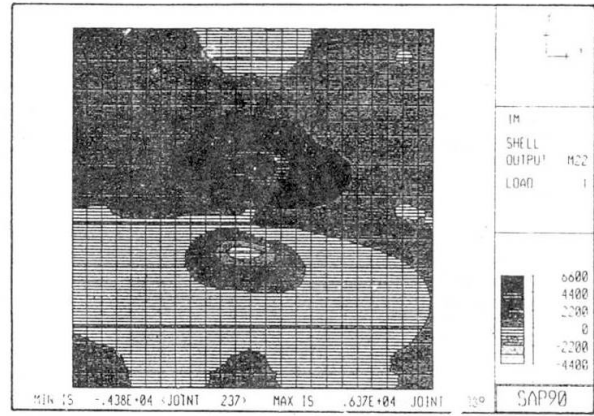 1M
SHELL
OUTPUT M22
LOAD 1
6600
4400
2200
0
-2200
-4400
MIN IS -.438E+04 <JOINT 237> MAX IS .637E+04 JOINT
SAP90